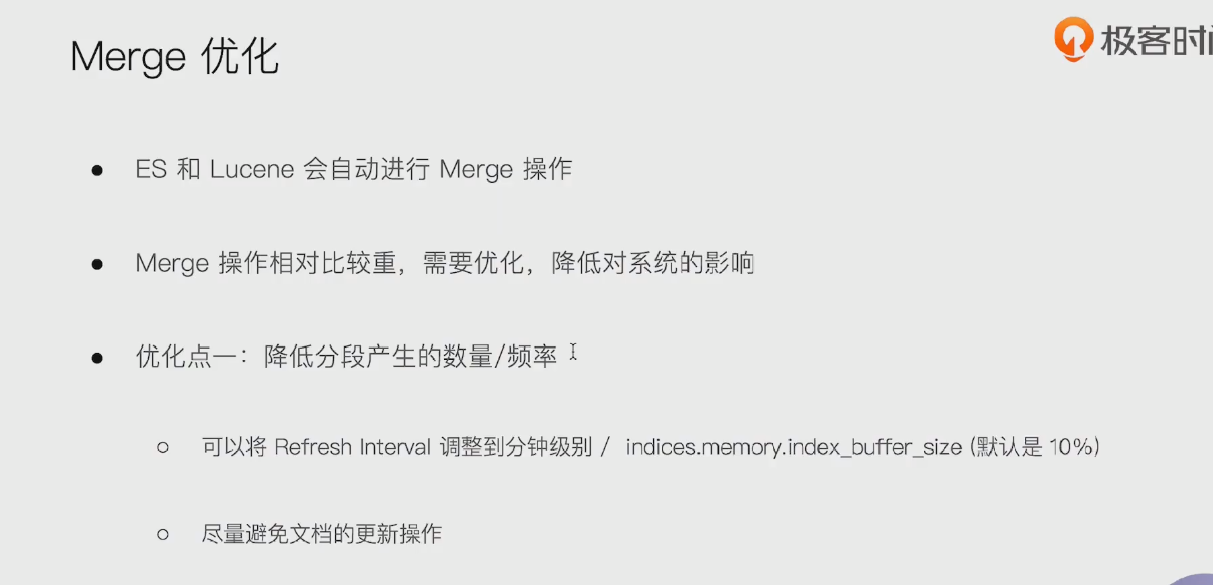 极客时间
Merge 优化
● ES 和 Lucene 会自动进行 Merge 操作
● Merge 操作相对比较重，需要优化，降低对系统的影响
● 优化点一：降低分段产生的数量/频率
○ 可以将 Refresh Interval 调整到分钟级别 / indices.memory.index_buffer_size (默认是 10%)
○ 尽量避免文档的更新操作